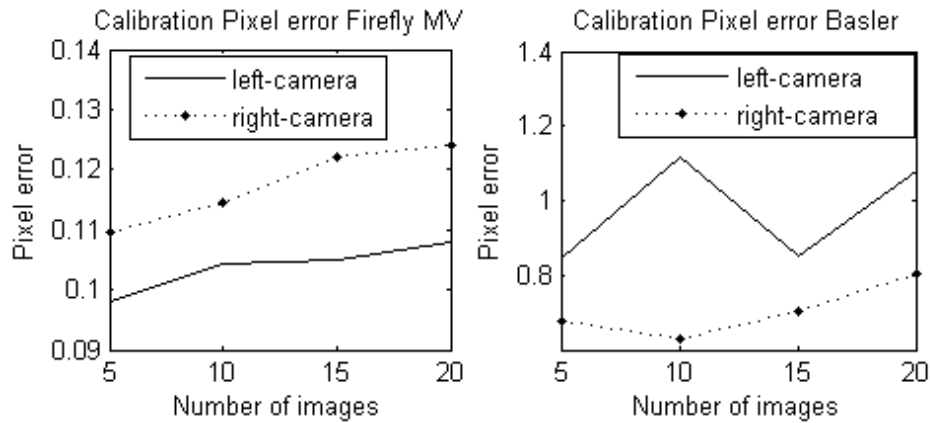 Calibration Pixel error Firefly MV
0.14
0.13
0.12
0.11
0.1
0.09
Pixel error
left-camera
right-camera
5 10 15 20
Number of images
Calibration Pixel error Basler
1.4
1.2
1
0.8
Pixel error
left-camera
right-camera
5 10 15 20
Number of images